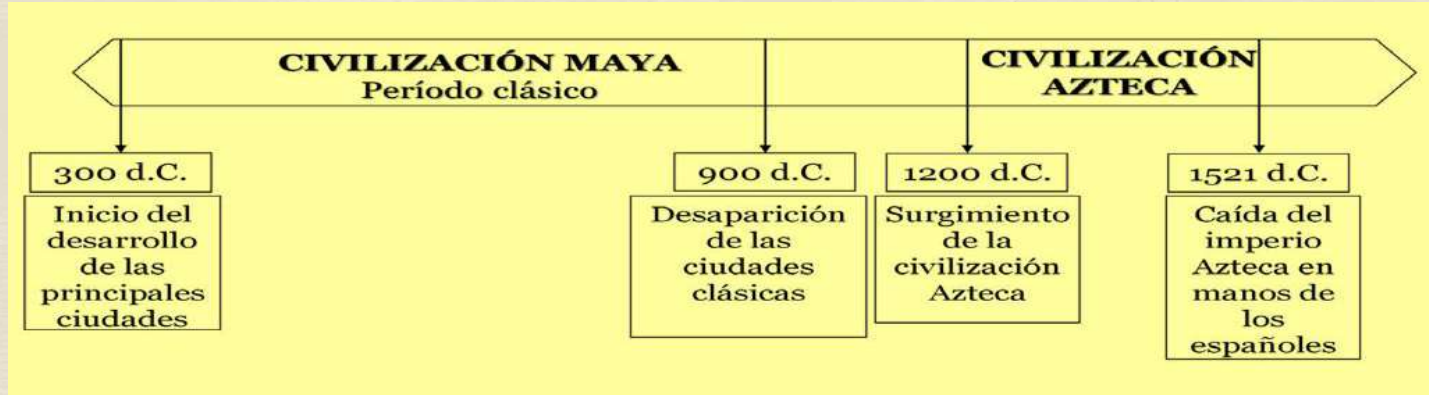 CIVILIZACIÓN MAYA
Período clásico
CIVILIZACIÓN
AZTECA
300 d.C.
Inicio del
desarrollo
de las
principales
ciudades
900 d.C.
Desaparición
de las
ciudades
clásicas
1200 d.C.
Surgimiento
de la
civilización
Azteca
1521 d.C.
Caída del
imperio
Azteca en
manos de
los
españoles